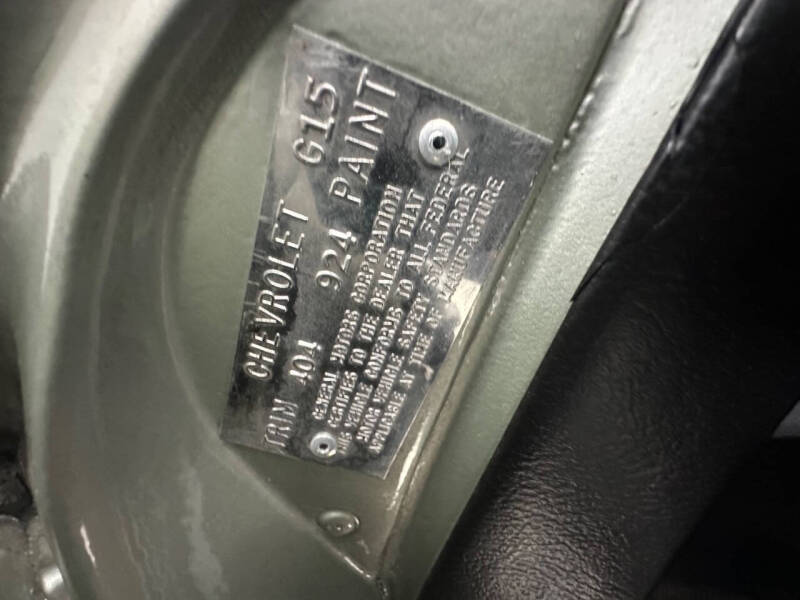 CHEVROLET G15
TRIM 404 924 PAINT
GENERAL MOTORS CORPORATION
CERTIFIES TO THE DEALER THAT
THIS VEHICLE CONFORMS TO ALL FEDERAL
MOTOR VEHICLE SAFETY STANDARDS
APPLICABLE AT TIME OF MANUFACTURE